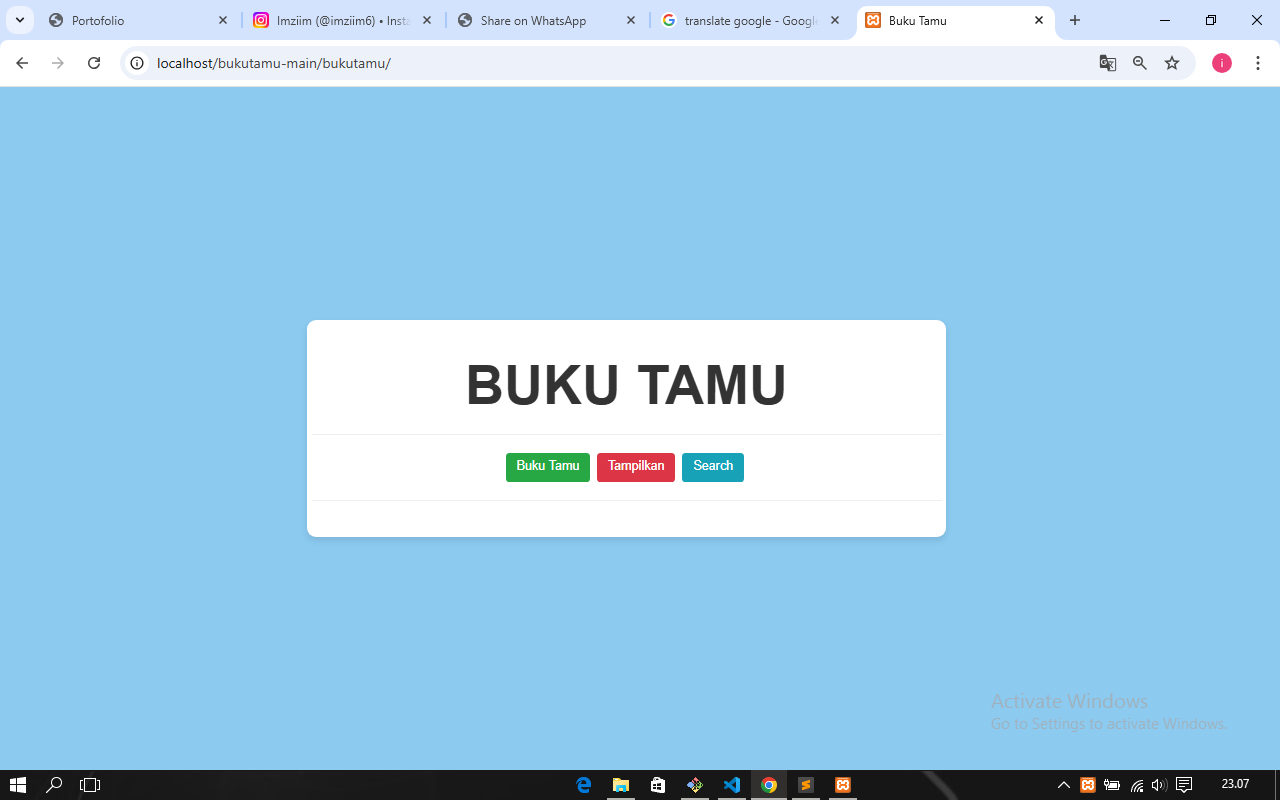 Portofolio
Imziim (@imziim6) • Insta
Share on WhatsApp
translate google - Google
Buku Tamu
localhost/bukutamu-main/bukutamu/
i
BUKU TAMU
Buku Tamu
Tampilkan
Search
Activate Windows
Go to Settings to activate Windows.
23.07